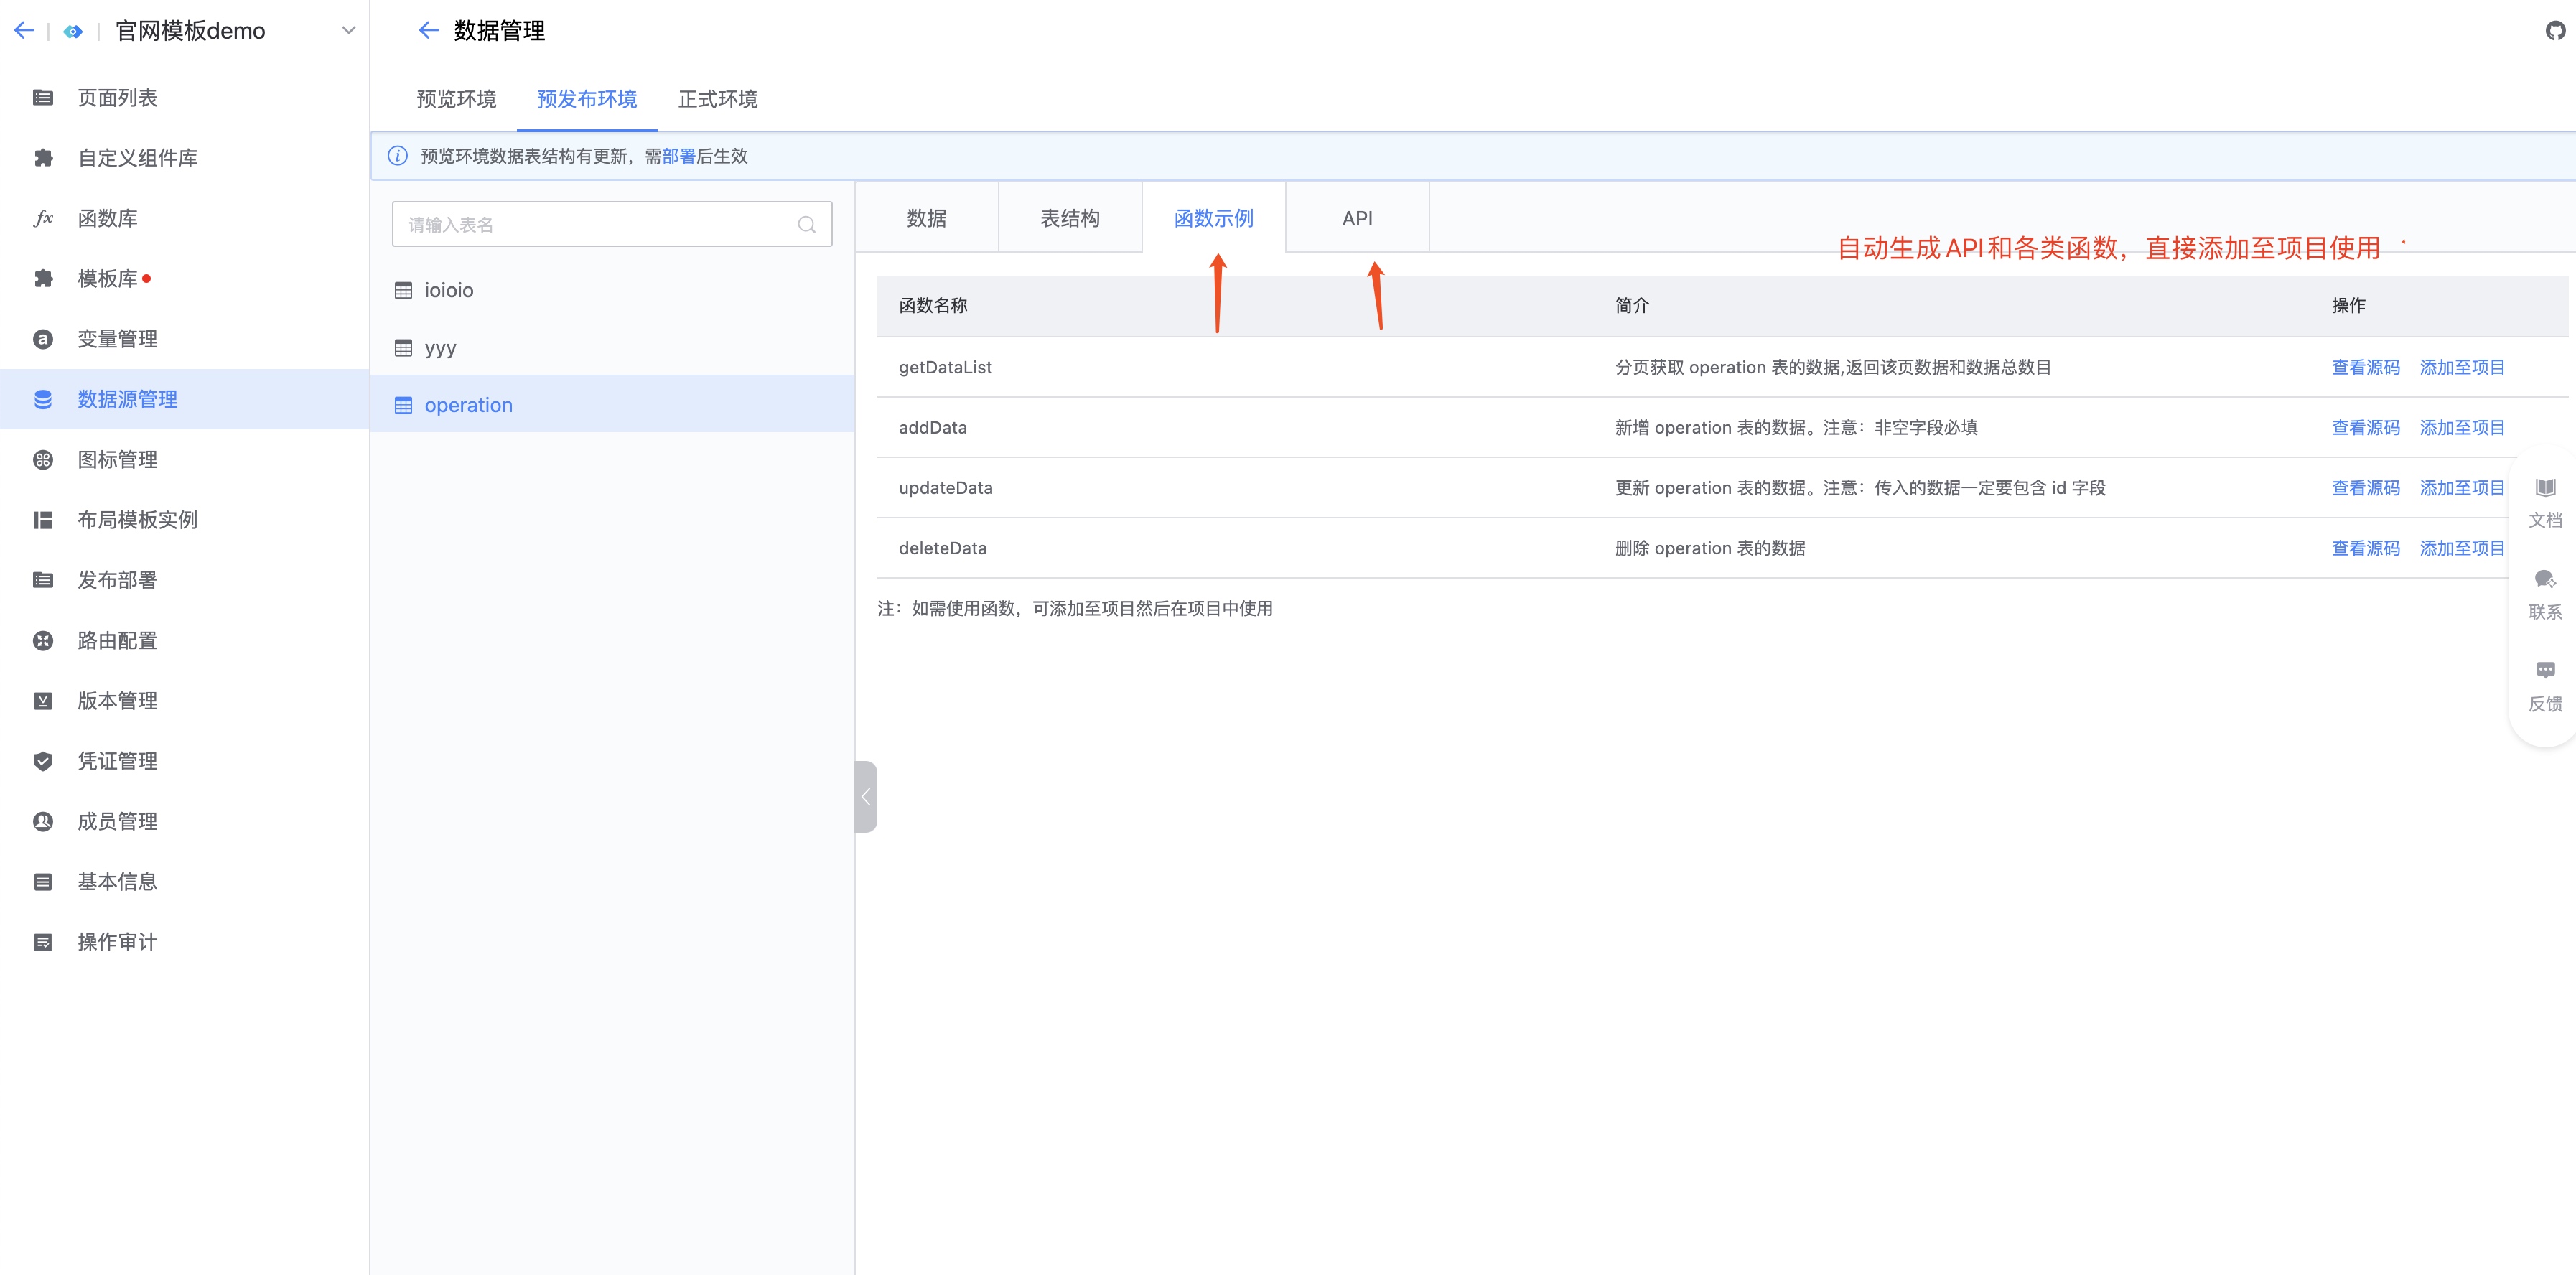 官网模板demo
数据管理
页面列表
自定义组件库
函数库
模板库
变量管理
数据源管理
图标管理
布局模板实例
发布部署
路由配置
版本管理
凭证管理
成员管理
基本信息
操作审计
预览环境 预发布环境 正式环境
预览环境数据表结构有更新，需部署后生效
请输入表名
ioioio
yyy
operation
数据 表结构 函数示例 API
自动生成API和各类函数，直接添加至项目使用
函数名称 简介 操作
getDataList 分页获取 operation 表的数据,返回该页数据和数据总数目 查看源码 添加至项目
addData 新增 operation 表的数据。注意：非空字段必填 查看源码 添加至项目
updateData 更新 operation 表的数据。注意：传入的数据一定要包含 id 字段 查看源码 添加至项目
deleteData 删除 operation 表的数据 查看源码 添加至项目
注：如需使用函数，可添加至项目然后在项目中使用
文档
联系
反馈